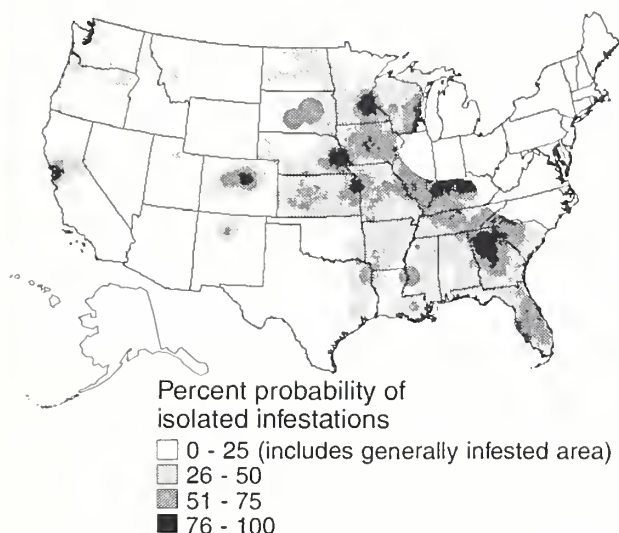 Percent probability of
isolated infestations
0 - 25 (includes generally infested area)
26 - 50
51 - 75
76 - 100